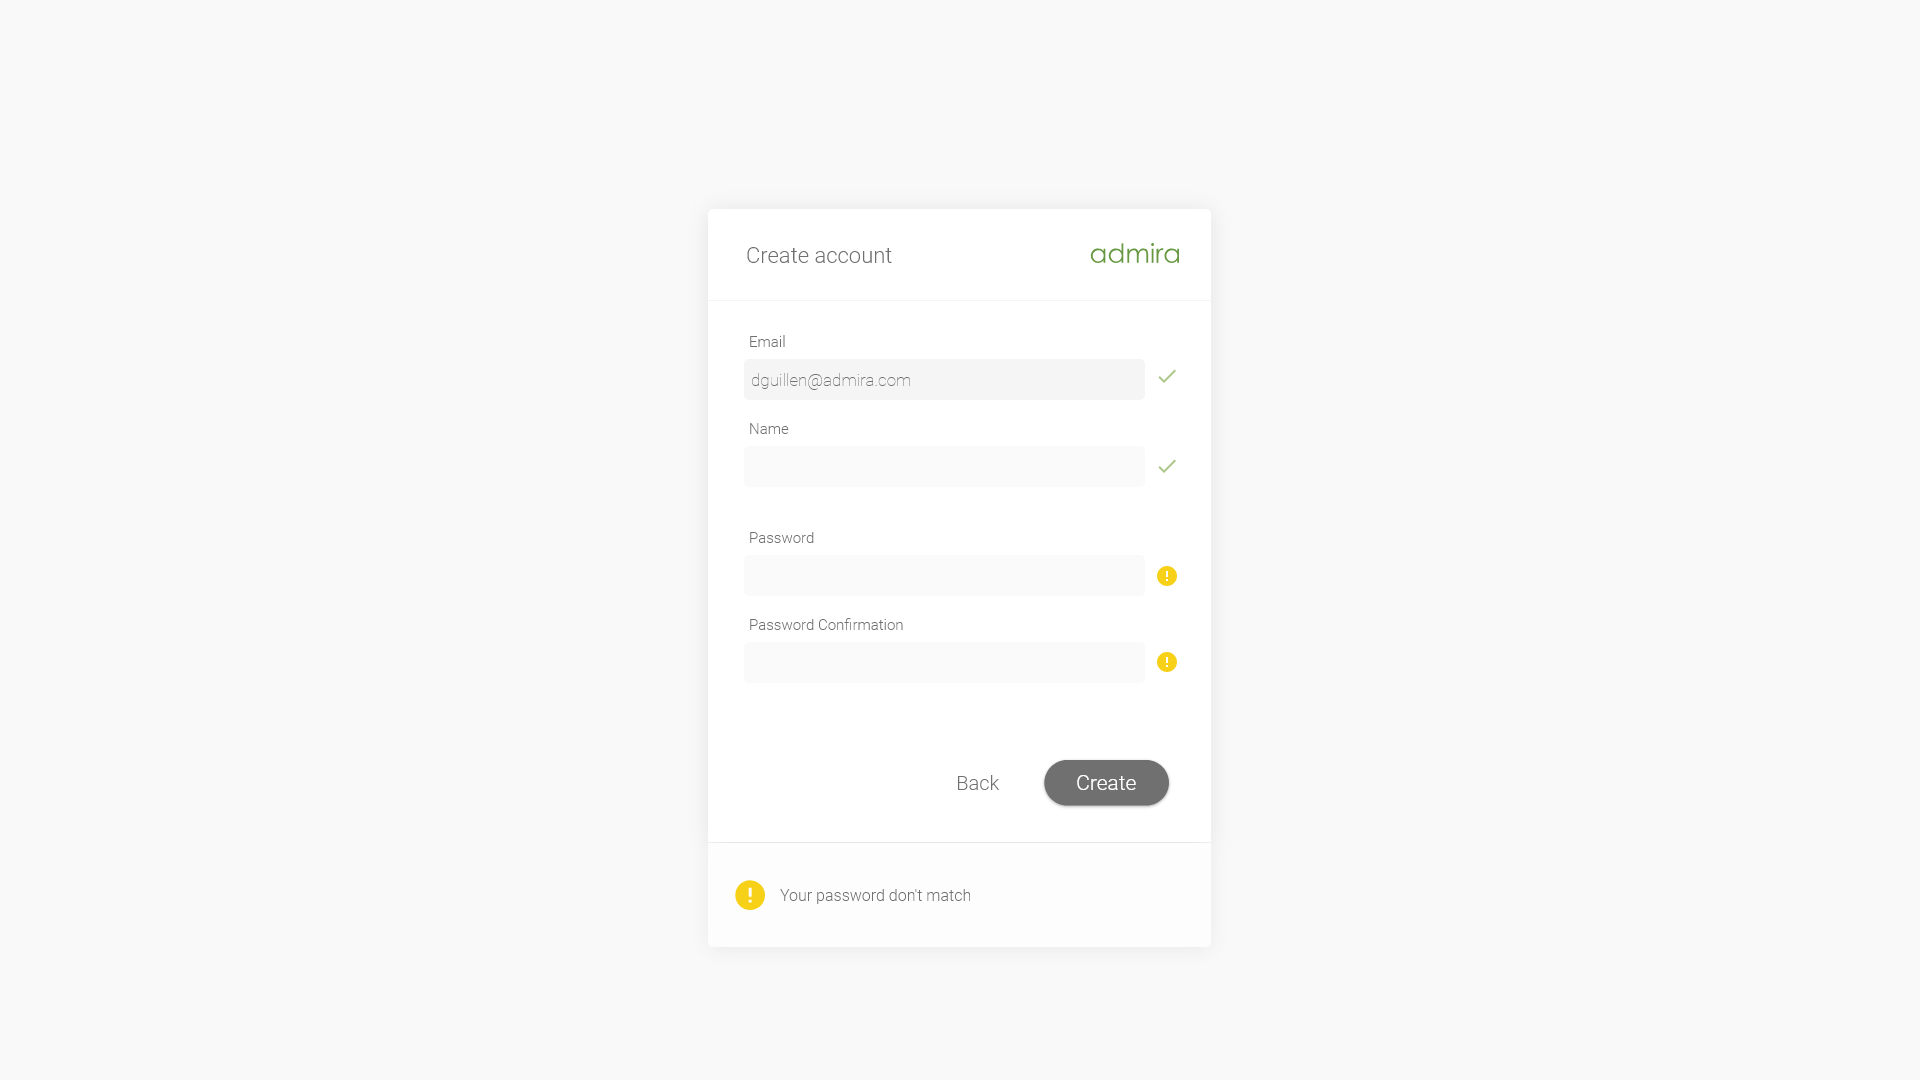 Create account
admira
Email
dguillen@admira.com
Name
Password
Password Confirmation
Back
Create
Your password don't match